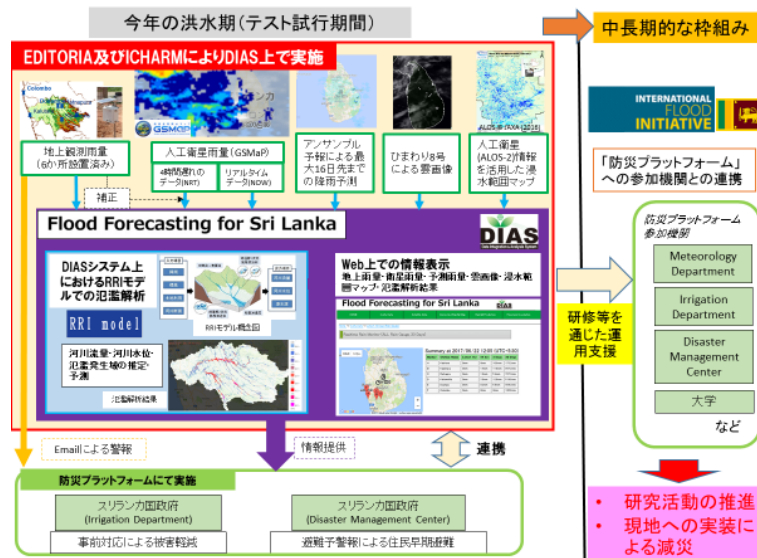 今年の洪水期(テスト試行期間)
中長期的な枠組み
EDITORIA及びICHARMによりDIAS上で実施
Colombo
GSMaP
ALOS © JAXA (2016)
INTERNATIONAL
FLOOD
INITIATIVE
地上観測雨量
(6か所設置済み)
人工衛星雨量(GSMaP)
4時間遅れの
データ(NRT)
リアルタイム
データ(NOW)
アンサンブル
予報による最
大16日先まで
の降雨予測
ひまわり8号
による雲画像
人工衛星
(ALOS-2)情報
を活用した浸
水範囲マップ
補正
「防災プラットフォーム」
への参加機関との連携
Flood Forecasting for Sri Lanka
DIAS
防災プラットフォーム
参加機関
Meteorology
Department
Irrigation
Department
Disaster
Management
Center
大学
など
DIASシステム上
におけるRRIモデ
ルでの氾濫解析
RRI model
RRIモデル概念図
河川流量・河川水位・
氾濫発生域の推定・
予測
氾濫解析結果
Web上での情報表示
地上雨量・衛星雨量・予測雨量・雲画像・浸水範
囲マップ・氾濫解析結果
Flood Forecasting for Sri Lanka
DIAS
研修等を
通じた運
用支援
Emailによる警報
情報提供
連携
防災プラットフォームにて実施
スリランカ国政府
(Irrigation Department)
事前対応による被害軽減
スリランカ国政府
(Disaster Management Center)
避難予警報による住民早期避難
• 研究活動の推進
• 現地への実装に
よる減災